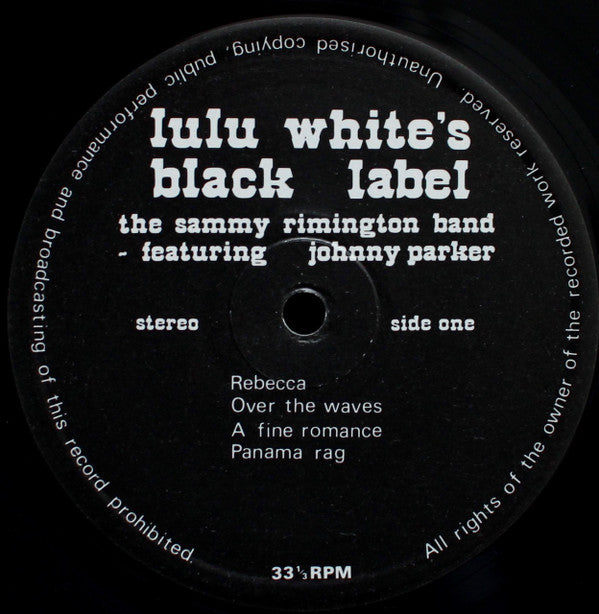 lulu white's
black label
the sammy rimington band
- featuring johnny parker
stereo
side one
Rebecca
Over the waves
A fine romance
Panama rag
33⅓ RPM
All rights of the owner of the recorded work reserved. Unauthorised copying, public performance and broadcasting of this record prohibited.